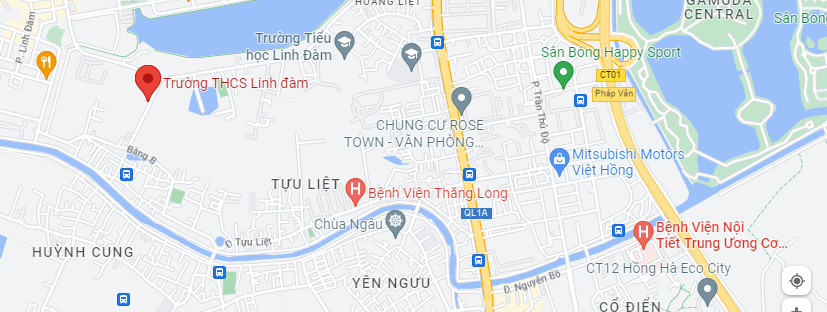 HOÀNG LIỆT
GAMUDA
CENTRAL
Sân Bóng
P. Linh Đàm
Trường Tiểu
học Linh Đàm
Sân Bóng Happy Sport
CT01
Pháp Vân
Trường THCS Linh đàm
P. Trần Thủ Độ
CHUNG CƯ ROSE
TOWN - VĂN PHÒNG...
Bằng B
Mitsubishi Motors
Việt Hồng
TỰU LIỆT
Bệnh Viện Thăng Long
QL1A
Chùa Ngâu
Đ Tựu Liệt
Bệnh Viện Nội
Tiết Trung Ương Cơ...
HUỲNH CUNG
CT12 Hồng Hà Eco City
YÊN NGƯU
Đ. Nguyễn Bồ
CỔ ĐIỂN